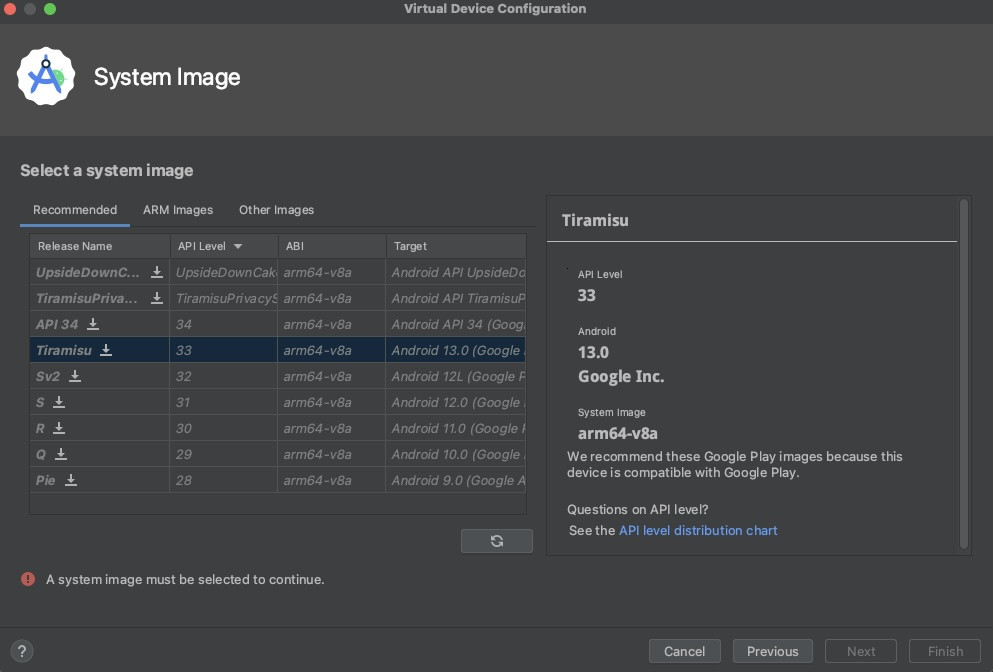 Virtual Device Configuration
System Image
Select a system image
Recommended ARM Images Other Images
Release Name API Level ABI Target
UpsideDownC... UpsideDownCak arm64-v8a Android API UpsideDo
TiramisuPriva... TiramisuPrivacyS arm64-v8a Android API TiramisuP
API 34 34 arm64-v8a Android API 34 (Goog
Tiramisu 33 arm64-v8a Android 13.0 (Google
Sv2 32 arm64-v8a Android 12L (Google P
S 31 arm64-v8a Android 12.0 (Google
R 30 arm64-v8a Android 11.0 (Google
Q 29 arm64-v8a Android 10.0 (Google
Pie 28 arm64-v8a Android 9.0 (Google A
Tiramisu
API Level
33
Android
13.0
Google Inc.
System Image
arm64-v8a
We recommend these Google Play images because this
device is compatible with Google Play.
Questions on API level?
See the API level distribution chart
! A system image must be selected to continue.
? Cancel Previous Next Finish